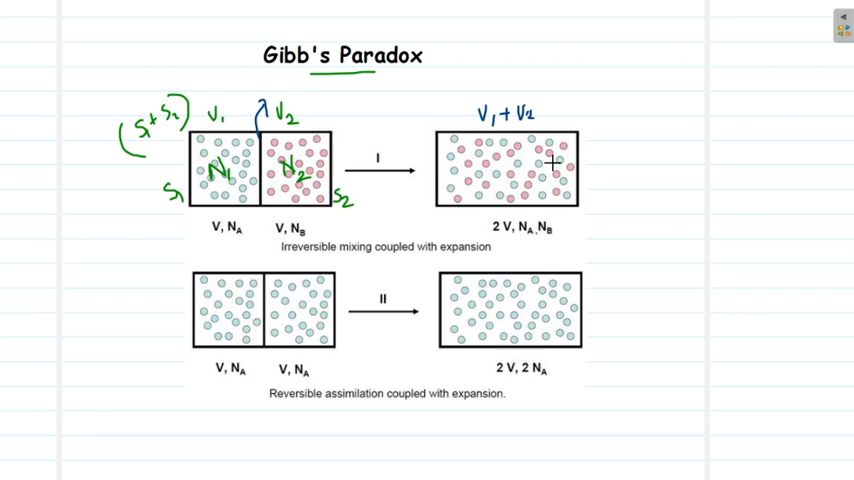 Gibb's Paradox
(S₁ + S₂) V₁ V₂ V₁ + V₂
N₁ N₂ I
S₁ S₂
V, N_A V, N_B 2 V, N_A, N_B
Irreversible mixing coupled with expansion
II
V, N_A V, N_A 2 V, 2 N_A
Reversible assimilation coupled with expansion.